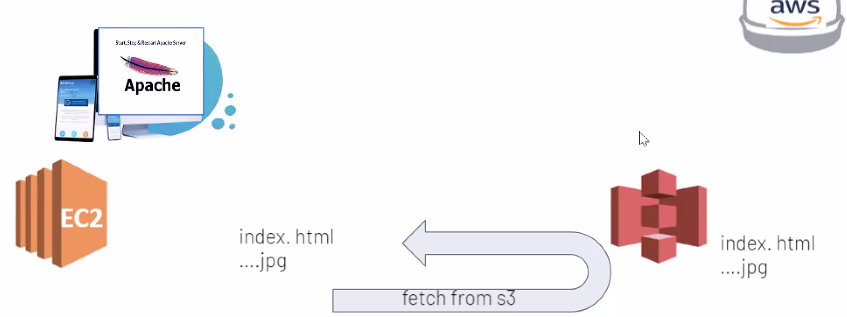 aws
Start, Stop & Restart Apache Server
Apache
EC2
index. html
....jpg
fetch from s3
index. html
....jpg